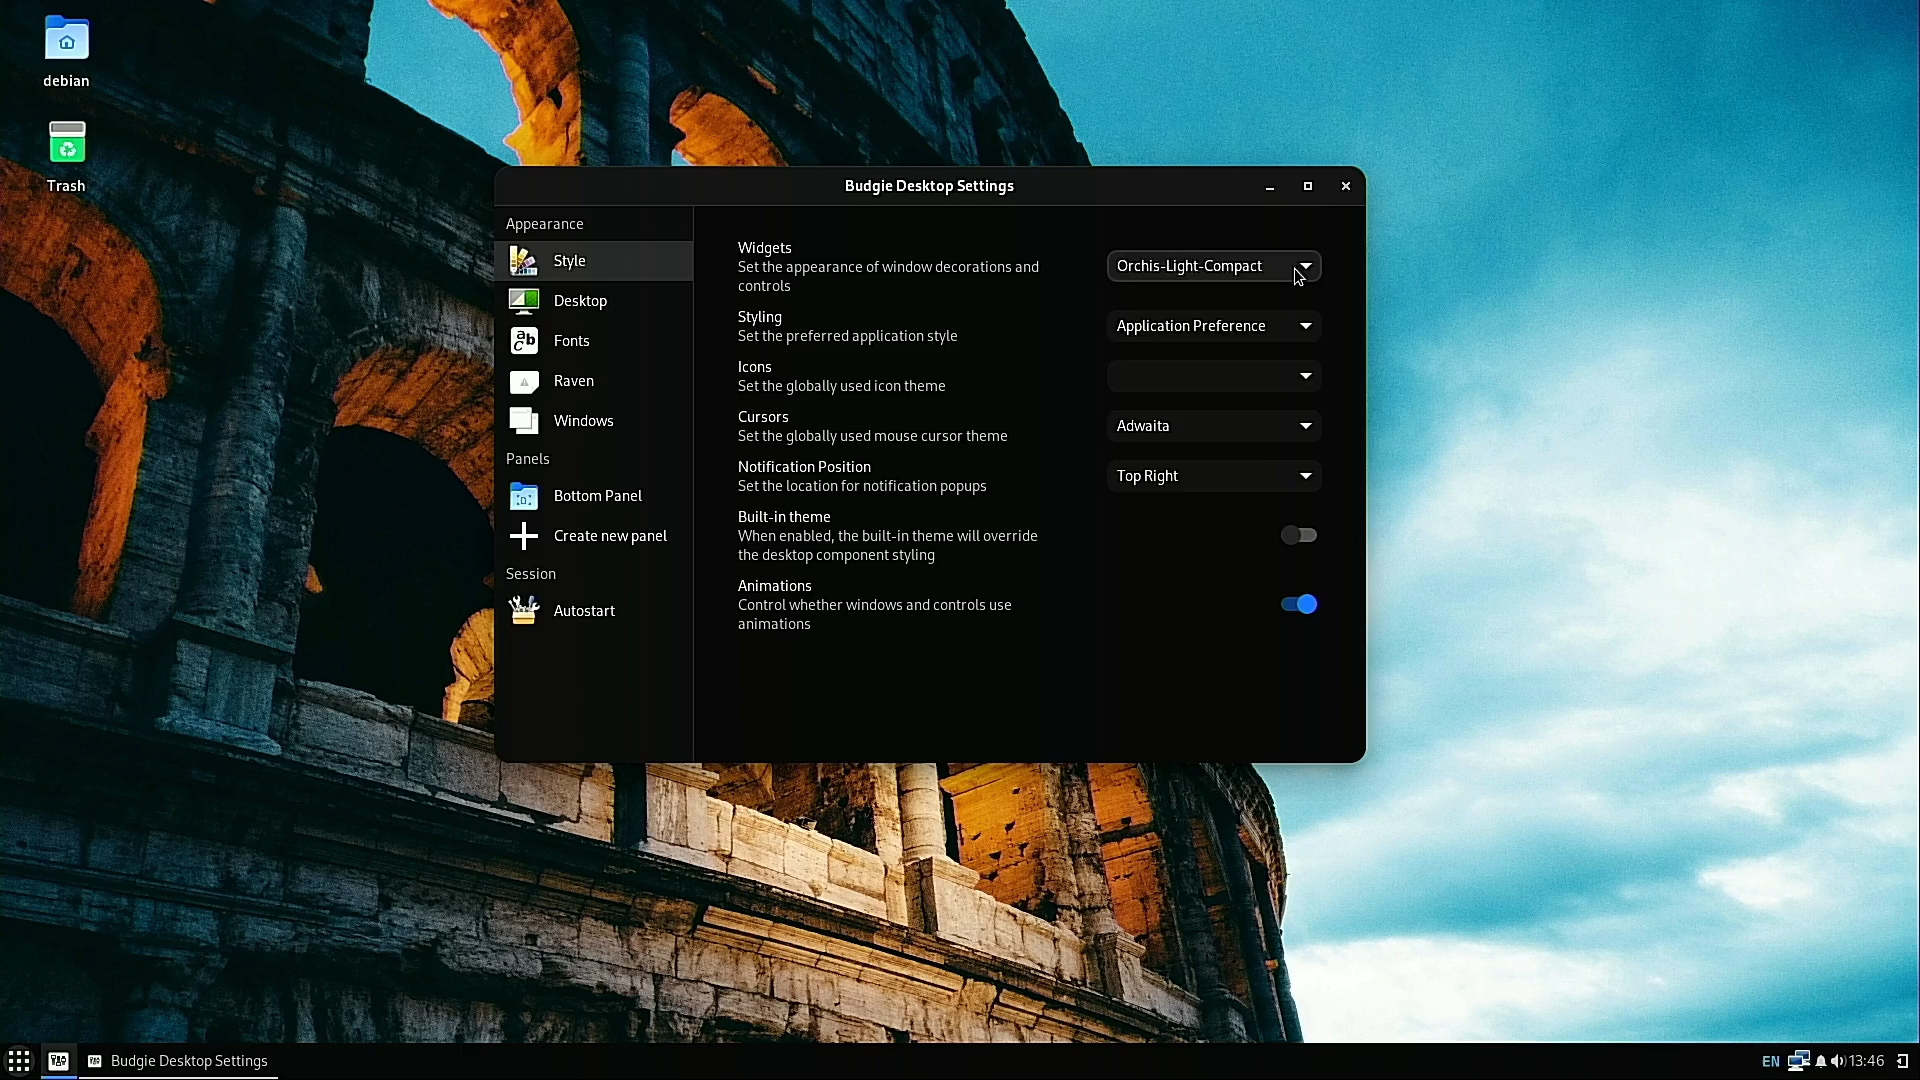 debian
Trash
Budgie Desktop Settings
Appearance
Style
Desktop
Fonts
Raven
Windows
Panels
Bottom Panel
Create new panel
Session
Autostart
Widgets
Set the appearance of window decorations and
controls
Orchis-Light-Compact
Styling
Set the preferred application style
Application Preference
Icons
Set the globally used icon theme
Cursors
Set the globally used mouse cursor theme
Adwaita
Notification Position
Set the location for notification popups
Top Right
Built-in theme
When enabled, the built-in theme will override
the desktop component styling
Animations
Control whether windows and controls use
animations
Budgie Desktop Settings
EN
13:46